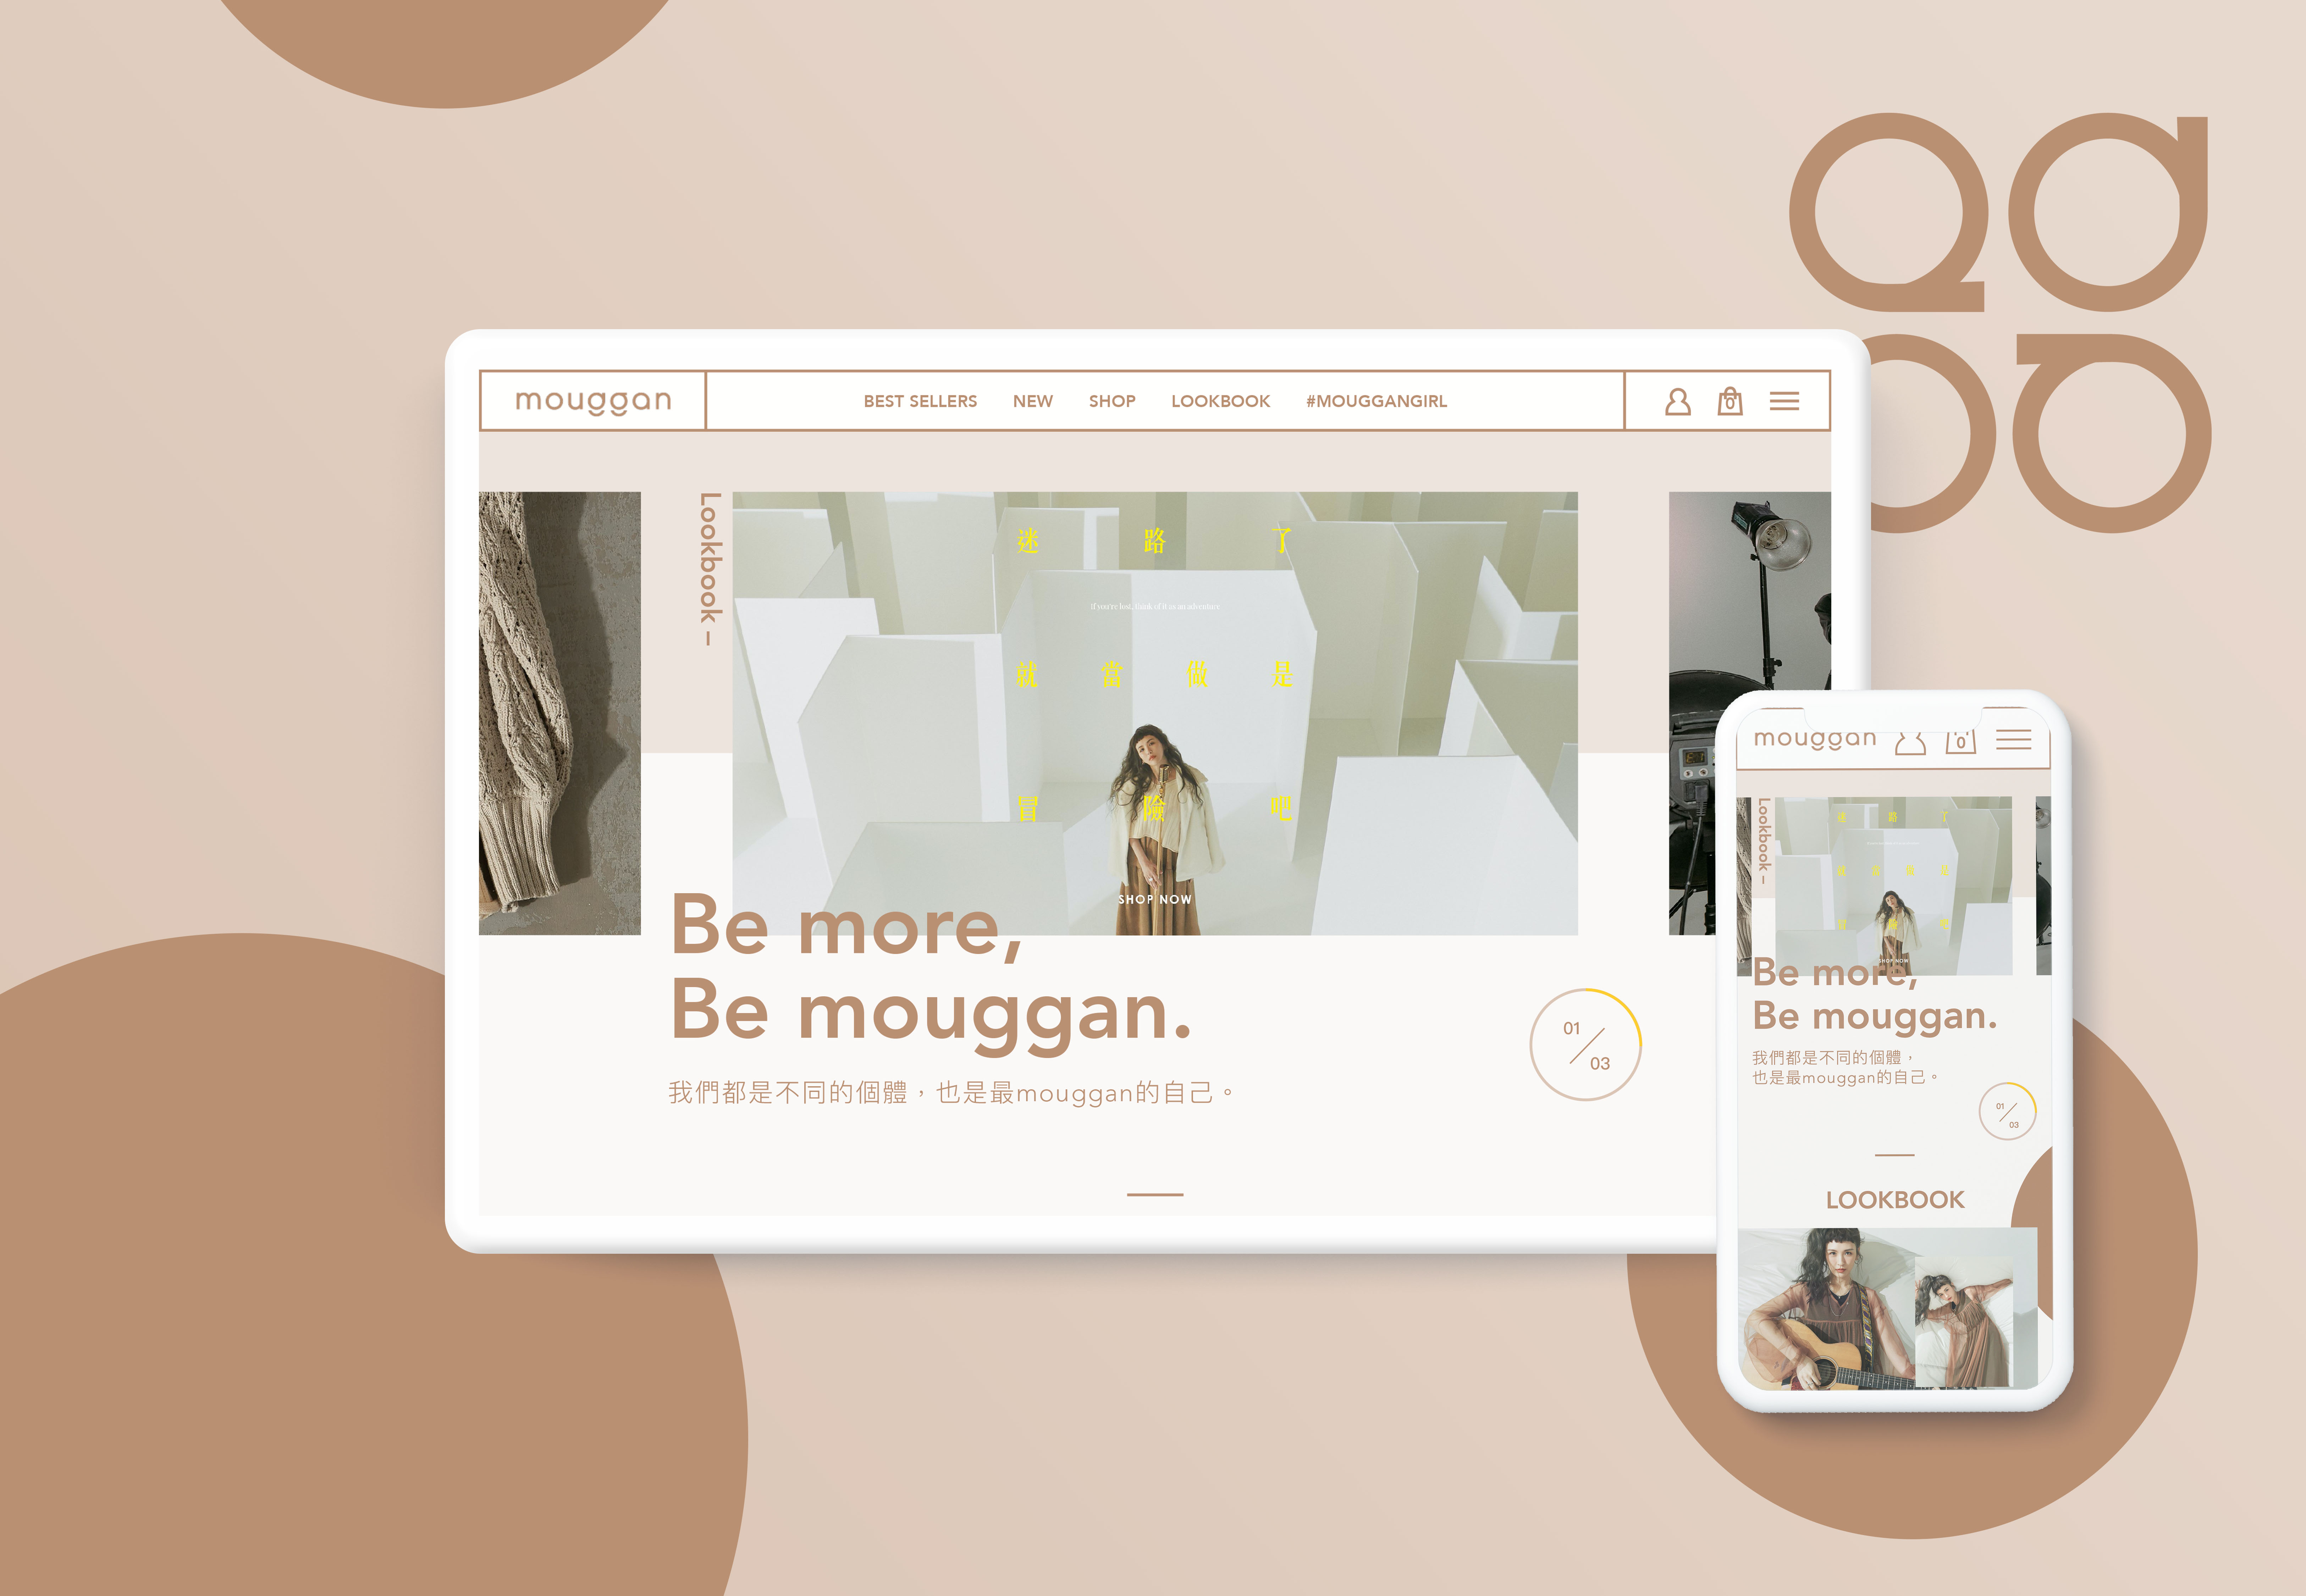 mouggan
BEST SELLERS NEW SHOP LOOKBOOK #MOUGGANGIRL
0
Lookbook –
迷路了
if you're lost, think of it as an adventure
就當做是
冒險吧
SHOP NOW
Be more,
Be mouggan.
我們都是不同的個體，也是最mouggan的自己。
01
03
mouggan
0
Lookbook –
迷路了
就當做是
冒險吧
SHOP NOW
Be more,
Be mouggan.
我們都是不同的個體，
也是最mouggan的自己。
01
03
LOOKBOOK